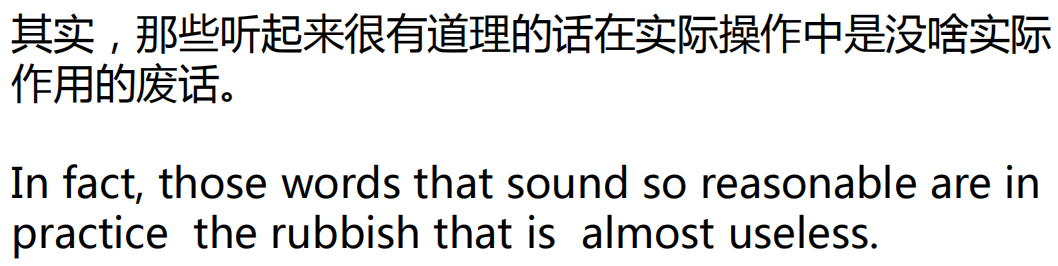 其实，那些听起来很有道理的话在实际操作中是没啥实际
作用的废话。
In fact, those words that sound so reasonable are in
practice  the rubbish that is  almost useless.